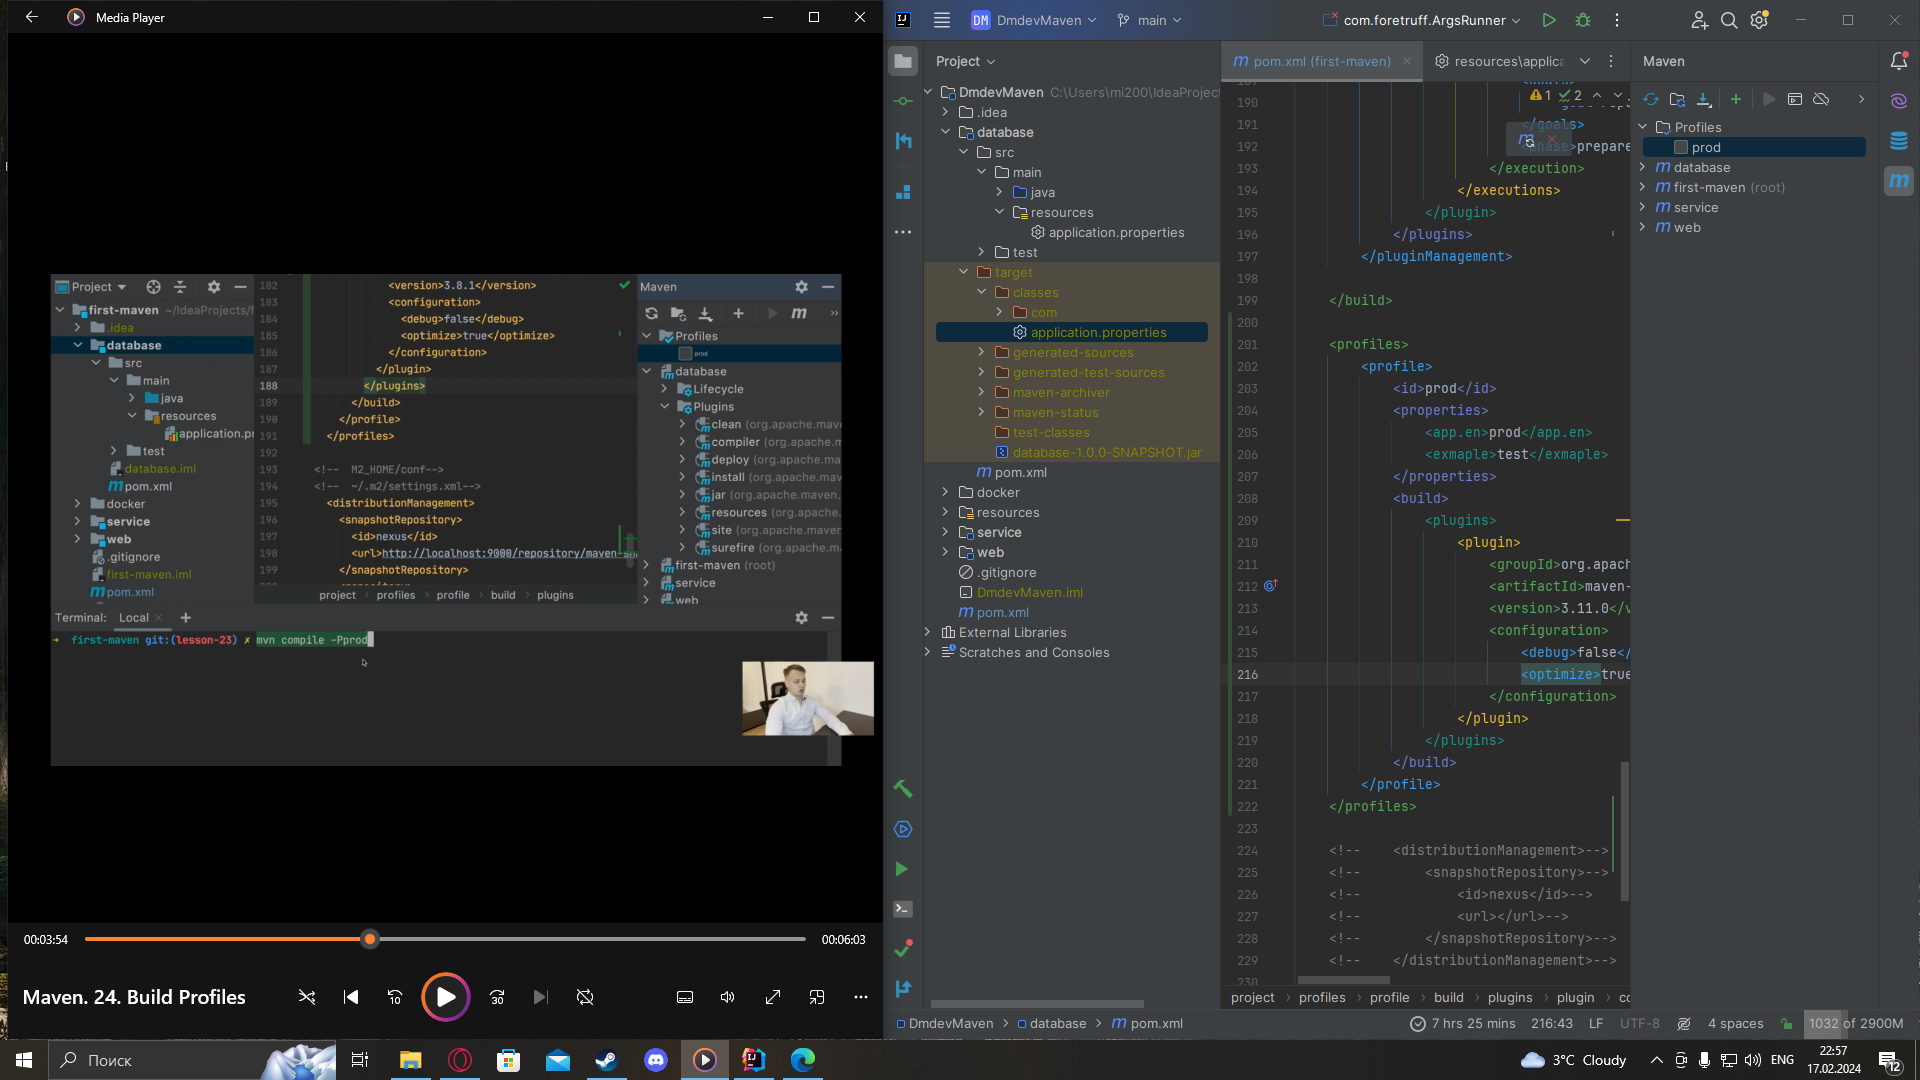 Media Player
Project
first-maven ~/IdeaProjects/
.idea
database
src
main
java
resources
application.pr
test
database.iml
pom.xml
docker
service
web
.gitignore
first-maven.iml
pom.xml
182 <version>3.8.1</version>
183 <configuration>
184 <debug>false</debug>
185 <optimize>true</optimize>
186 </configuration>
187 </plugin>
188 </plugins>
189 </build>
190 </profile>
191 </profiles>
192
193 <!-- M2_HOME/conf-->
194 <!-- ~/.m2/settings.xml-->
195 <distributionManagement>
196 <snapshotRepository>
197 <id>nexus</id>
198 <url>http://localhost:9000/repository/maven-sn
199 </snapshotRepository>
project > profiles > profile > build > plugins
Maven
Profiles
prod
database
Lifecycle
Plugins
clean (org.apache.mav
compiler (org.apache.m
deploy (org.apache.ma
install (org.apache.mav
jar (org.apache.maven.
resources (org.apache.
site (org.apache.maven
surefire (org.apache.m
first-maven (root)
service
web
Terminal: Local × +
→ first-maven git:(lesson-23) ✗ mvn compile -Pprod
00:03:54
00:06:03
Maven. 24. Build Profiles
10
30
DM DmdevMaven
main
com.foretruff.ArgsRunner
Project
DmdevMaven C:\Users\mi200\IdeaProject
.idea
database
src
main
java
resources
application.properties
test
target
classes
com
application.properties
generated-sources
generated-test-sources
maven-archiver
maven-status
test-classes
database-1.0.0-SNAPSHOT.jar
pom.xml
docker
resources
service
web
.gitignore
DmdevMaven.iml
pom.xml
External Libraries
Scratches and Consoles
pom.xml (first-maven)
resources\applica
1 2
190
191 </goals>
192 <phase>prepare
193 </execution>
194 </executions>
195 </plugin>
196 </plugins>
197 </pluginManagement>
198
199 </build>
200
201 <profiles>
202 <profile>
203 <id>prod</id>
204 <properties>
205 <app.en>prod</app.en>
206 <exmaple>test</exmaple>
207 </properties>
208 <build>
209 <plugins>
210 <plugin>
211 <groupId>org.apach
212 <artifactId>maven-
213 <version>3.11.0</v
214 <configuration>
215 <debug>false</
216 <optimize>true
217 </configuration>
218 </plugin>
219 </plugins>
220 </build>
221 </profile>
222 </profiles>
223
224 <!-- <distributionManagement>-->
225 <!-- <snapshotRepository>-->
226 <!-- <id>nexus</id>-->
227 <!-- <url></url>-->
228 <!-- </snapshotRepository>-->
229 <!-- </distributionManagement>-->
230
project > profiles > profile > build > plugins > plugin > co
Maven
Profiles
prod
database
first-maven (root)
service
web
DmdevMaven > database > pom.xml
7 hrs 25 mins 216:43 LF UTF-8 4 spaces 1032 of 2900M
Поиск
3°C Cloudy
ENG
22:57
17.02.2024
12